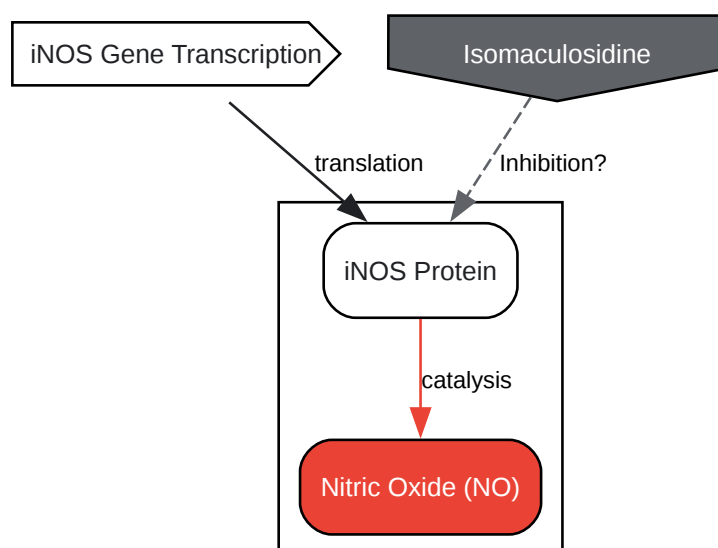 iNOS Gene Transcription
Isomaculosidine
translation
Inhibition?
iNOS Protein
catalysis
Nitric Oxide (NO)